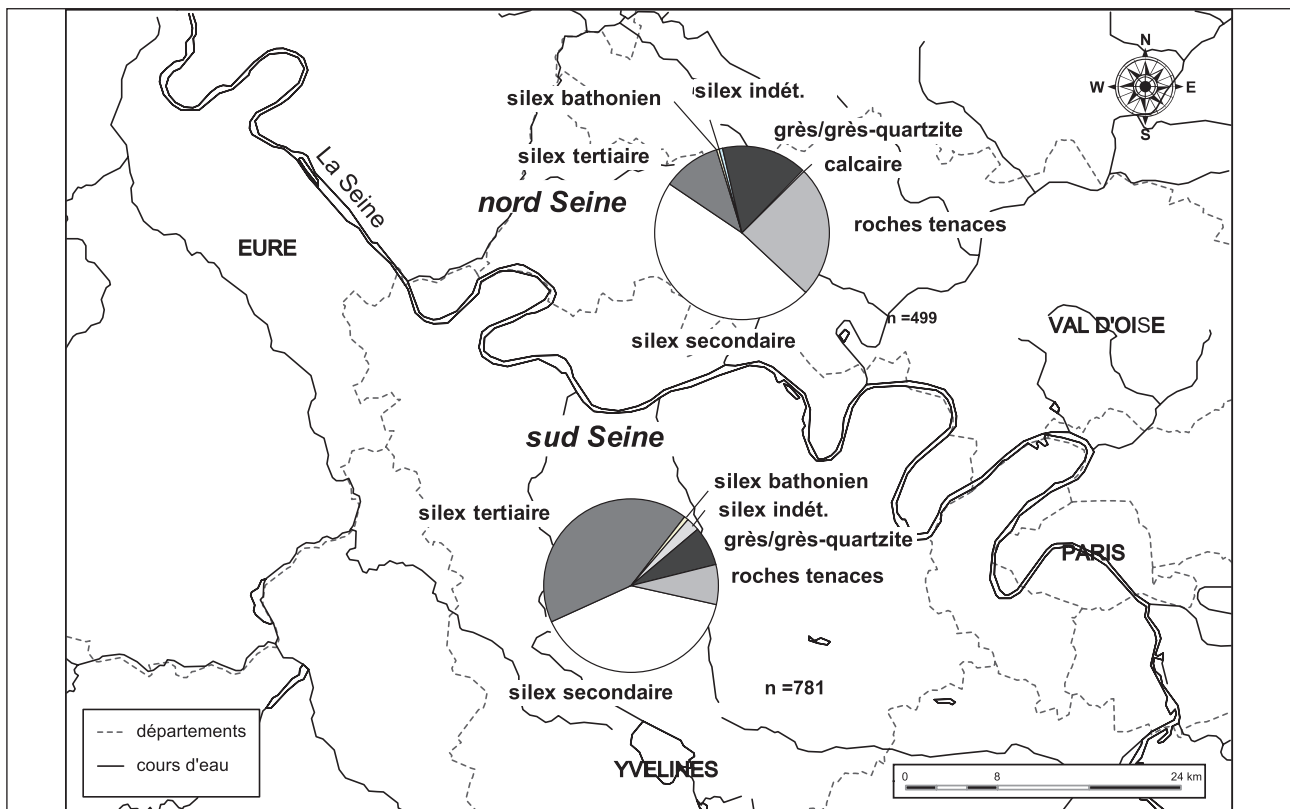 N
W E
S
silex indét.
silex bathonien
grès/grès-quartzite
silex tertiaire
calcaire
La Seine
nord Seine
roches tenaces
EURE
n =499
VAL D'OISE
silex secondaire
sud Seine
silex bathonien
silex tertiaire
silex indét.
grès/grès-quartzite
PARIS
roches tenaces
silex secondaire
n =781
départements
cours d'eau
YVELINES
0 8 24 km